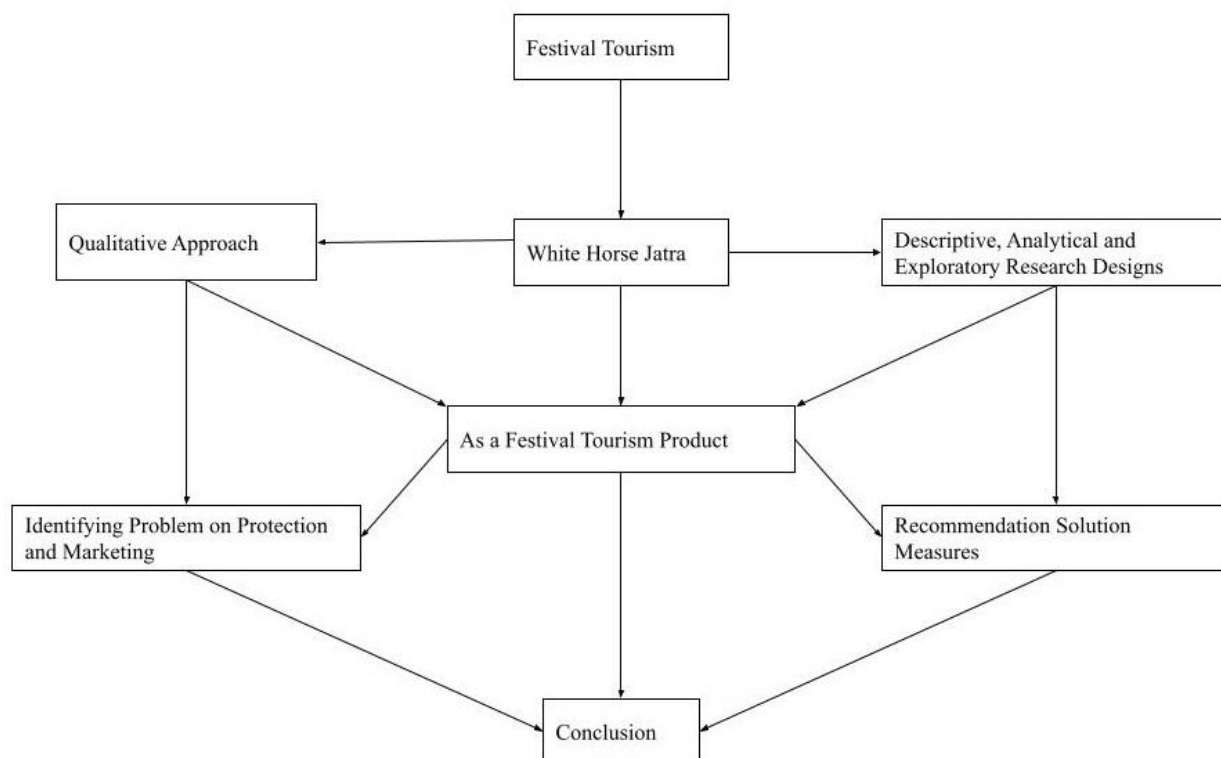 Festival Tourism
Qualitative Approach
White Horse Jatra
Descriptive, Analytical and
Exploratory Research Designs
As a Festival Tourism Product
Identifying Problem on Protection
and Marketing
Recommendation Solution
Measures
Conclusion